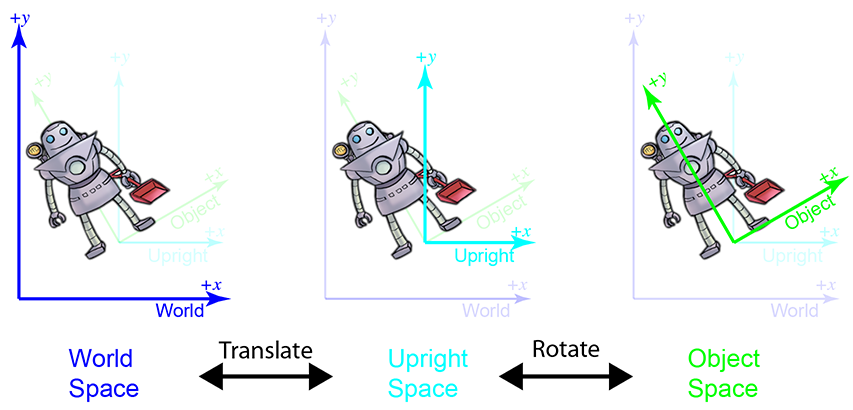 +y
+y
+y
+x
Object
+x
Upright
+x
World
+y
+y
+y
+x
Object
+x
Upright
+x
World
+y
+y
+y
+x
Object
+x
Upright
+x
World
World
Space
Translate
Upright
Space
Rotate
Object
Space